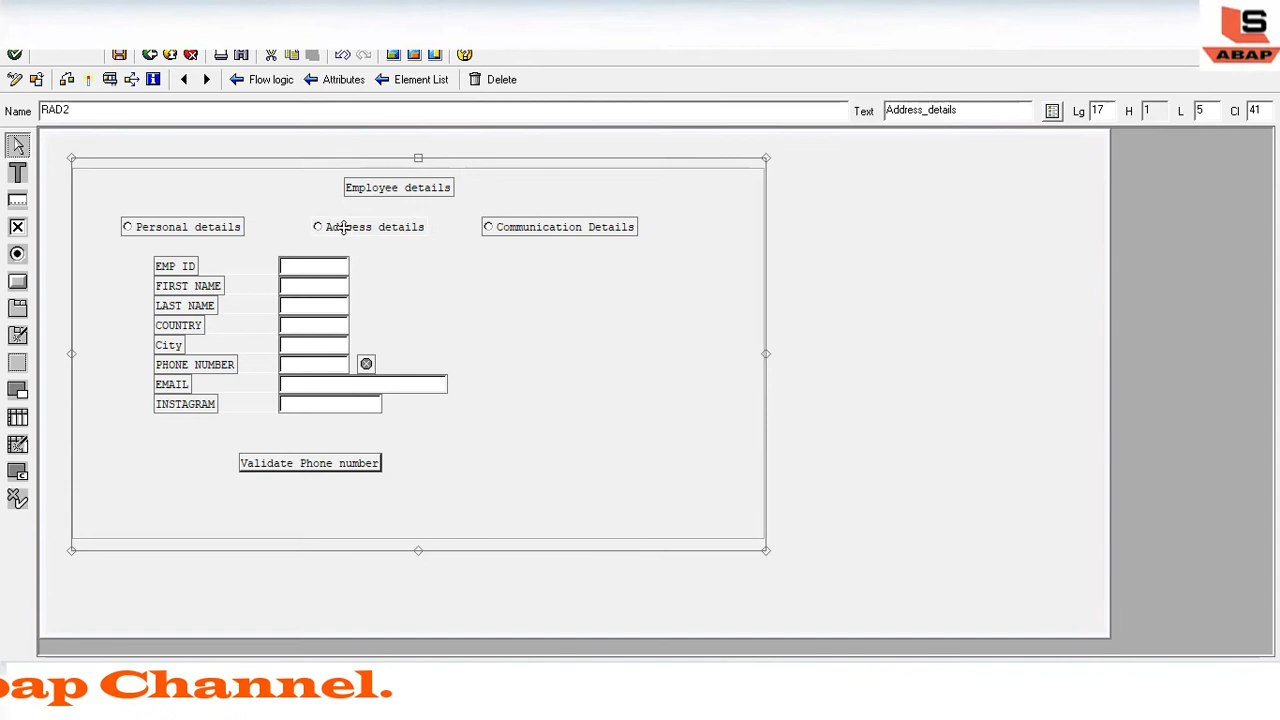 S
ABAP
Flow logic Attributes Element List Delete
Name RAD2 Text Address_details Lg 17 H 1 L 5 Cl 41
Employee details
Personal details Address details Communication Details
EMP ID
FIRST NAME
LAST NAME
COUNTRY
City
PHONE NUMBER
EMAIL
INSTAGRAM
Validate Phone number
bap Channel.